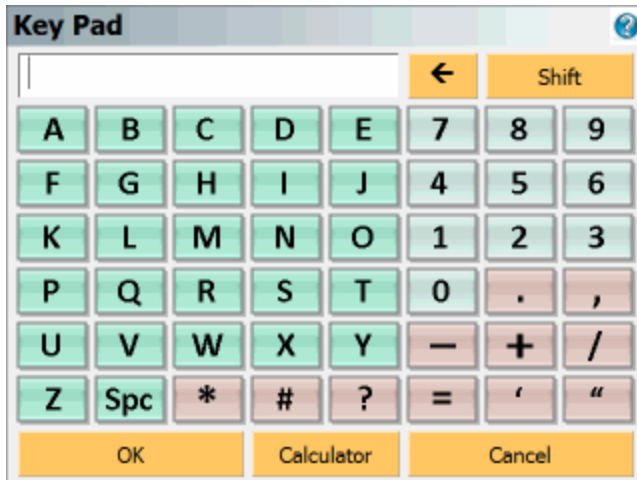 Key Pad ?
← Shift
A B C D E 7 8 9
F G H I J 4 5 6
K L M N O 1 2 3
P Q R S T 0 . ,
U V W X Y − + /
Z Spc * # ? = ‘ “
OK Calculator Cancel